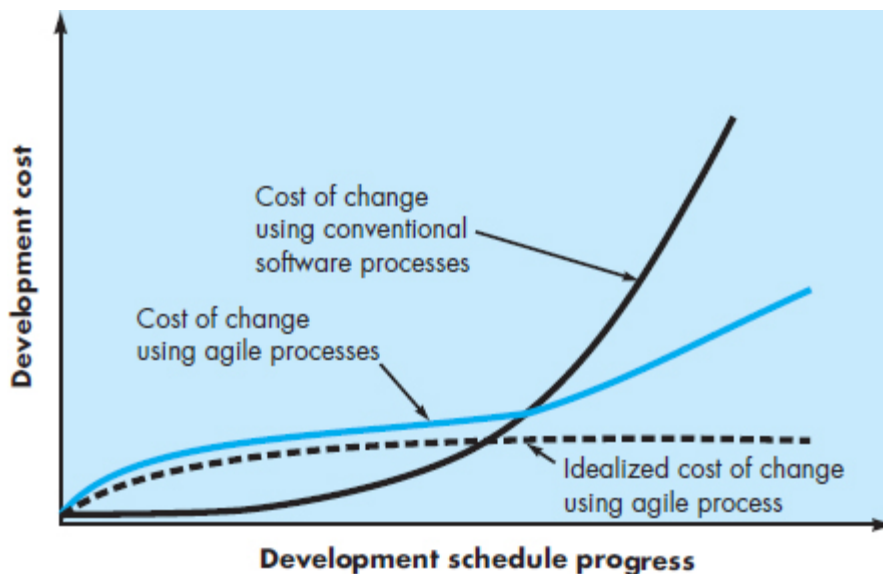 Development cost
Cost of change
using conventional
software processes
Cost of change
using agile processes
Idealized cost of change
using agile process
Development schedule progress